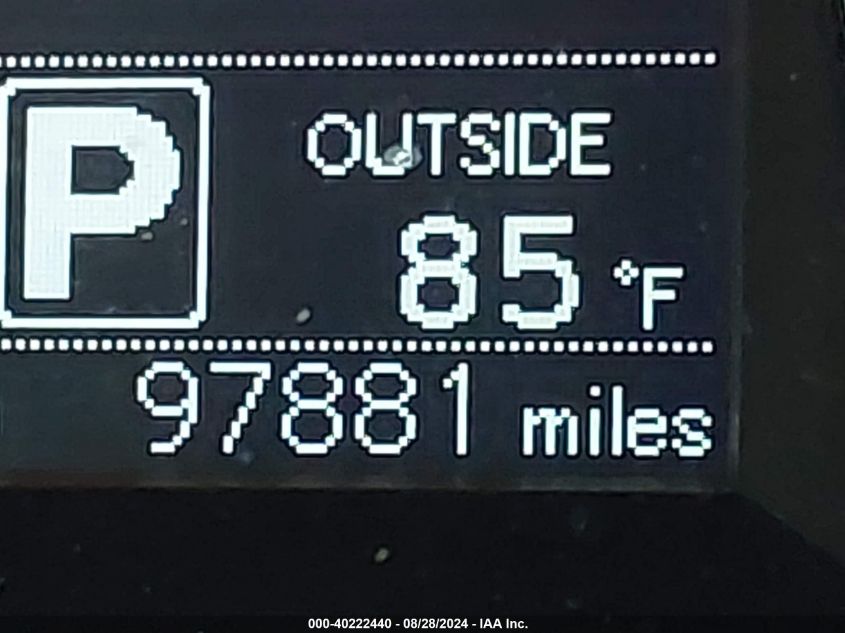 P
OUTSIDE
85 °F
97881 miles
000-40222440 - 08/28/2024 - IAA Inc.